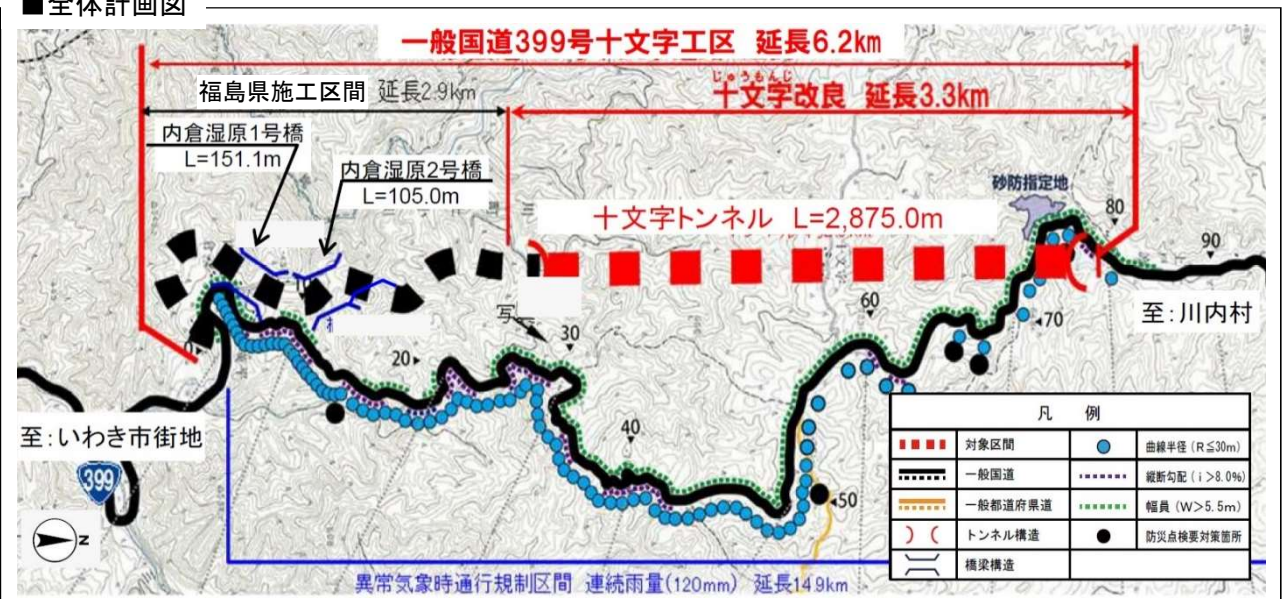 ■全体計画図
一般国道399号十文字工区 延長6.2km
福島県施工区間 延長2.9km
じゅうもんじ
十文字改良 延長3.3km
内倉湿原1号橋
L=151.1m
内倉湿原2号橋
L=105.0m
砂防指定地
十文字トンネル L=2,875.0m
80
90
至:川内村
70
60
写
30
20
10
0
40
50
至:いわき市街地
399
N
異常気象時通行規制区間 連続雨量(120mm) 延長14.9km
凡 例
対象区間
曲線半径(R≦30m)
一般国道
縦断勾配(i>8.0%)
一般都道府県道
幅員(W>5.5m)
トンネル構造
防災点検要対策箇所
橋梁構造